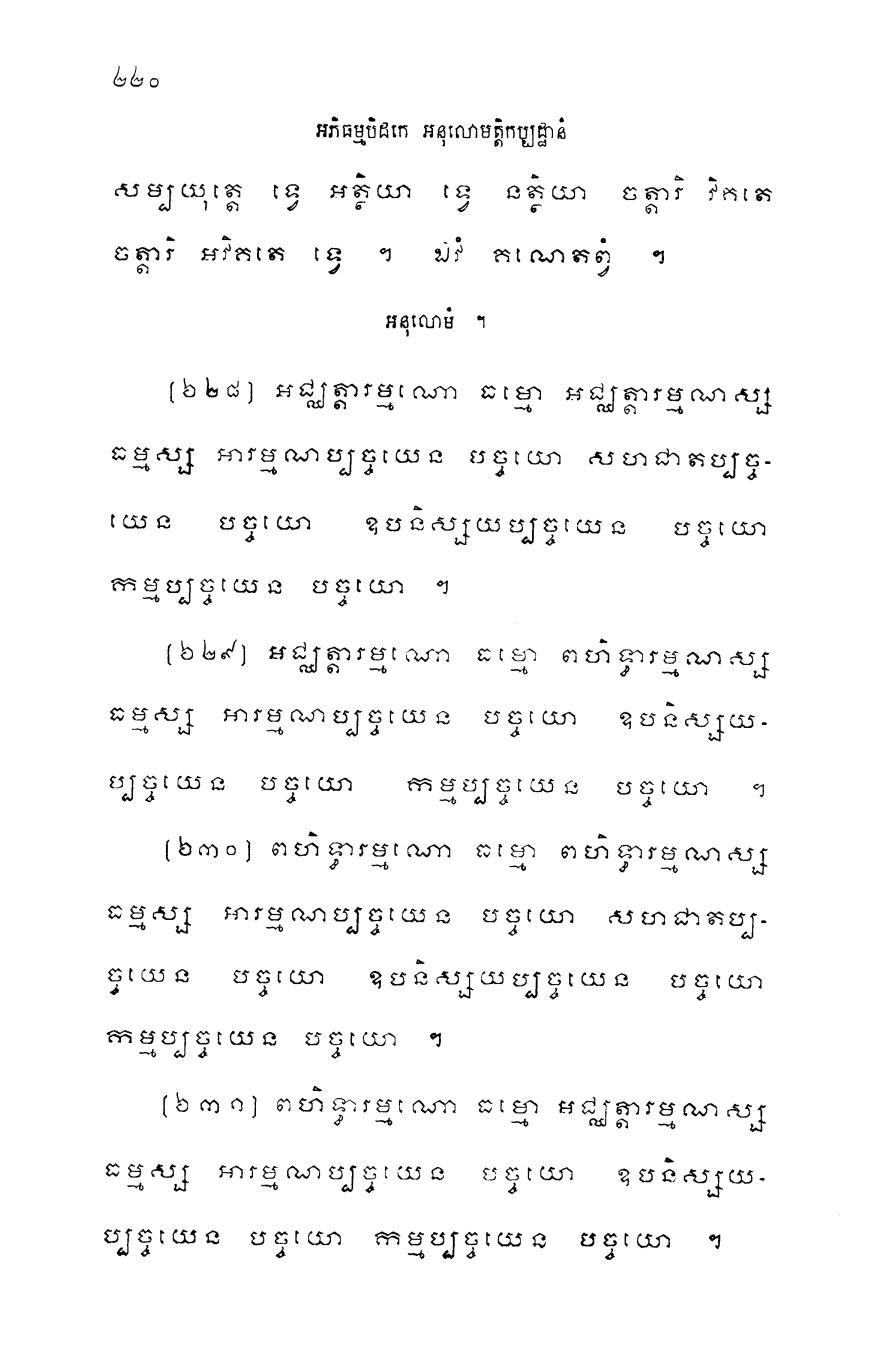 ២២០
អភិធម្មបិដកេ អនុលោមត្តិកប្បដ្ឋានំ
សម្បយុត្តេ ទ្វេ អត្ថិយា ទ្វេ នត្ថិយា ចត្តារិ វិគតេ
ចត្តារិ អវិគតេ ទ្វេ ។ ឯវំ គណេតព្វំ ។
អនុលោមំ ។
(៦២៨) អជ្ឈត្តារម្មណោ ធម្មោ អជ្ឈត្តារម្មណស្ស
ធម្មស្ស អារម្មណប្បច្ចយេន បច្ចយោ សហជាតប្បច្ច-
យេន បច្ចយោ ឧបនិស្សយប្បច្ចយេន បច្ចយោ
កម្មប្បច្ចយេន បច្ចយោ ។
(៦២៩) អជ្ឈត្តារម្មណោ ធម្មោ ពហិទ្ធារម្មណស្ស
ធម្មស្ស អារម្មណប្បច្ចយេន បច្ចយោ ឧបនិស្សយ-
ប្បច្ចយេន បច្ចយោ កម្មប្បច្ចយេន បច្ចយោ ។
(៦៣០) ពហិទ្ធារម្មណោ ធម្មោ ពហិទ្ធារម្មណស្ស
ធម្មស្ស អារម្មណប្បច្ចយេន បច្ចយោ សហជាតប្ប-
ច្ចយេន បច្ចយោ ឧបនិស្សយប្បច្ចយេន បច្ចយោ
កម្មប្បច្ចយេន បច្ចយោ ។
(៦៣១) ពហិទ្ធារម្មណោ ធម្មោ អជ្ឈត្តារម្មណស្ស
ធម្មស្ស អារម្មណប្បច្ចយេន បច្ចយោ ឧបនិស្សយ-
ប្បច្ចយេន បច្ចយោ កម្មប្បច្ចយេន បច្ចយោ ។